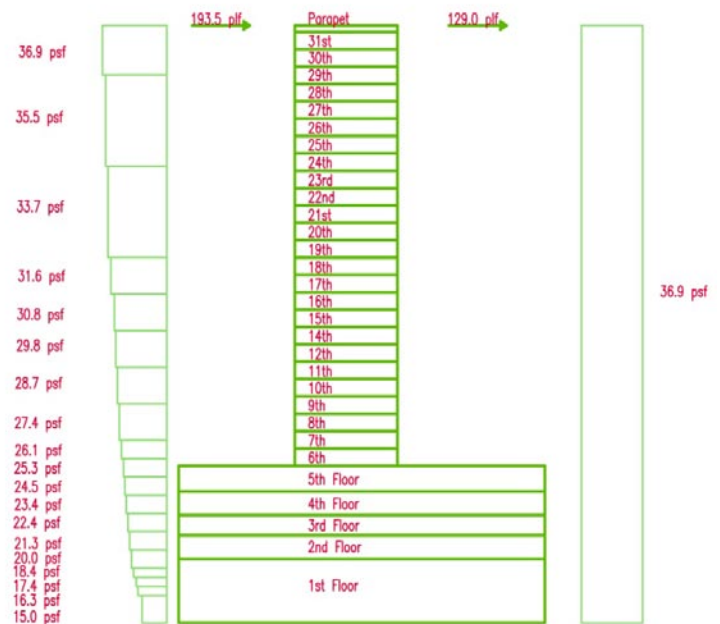 193.5 plf
Parapet
129.0 plf
31st
36.9 psf
30th
29th
28th
27th
35.5 psf
26th
25th
24th
23rd
22nd
33.7 psf
21st
20th
19th
18th
31.6 psf
17th
36.9 psf
16th
30.8 psf
15th
14th
29.8 psf
12th
11th
28.7 psf
10th
9th
27.4 psf
8th
7th
26.1 psf
6th
25.3 psf
5th Floor
24.5 psf
23.4 psf
4th Floor
22.4 psf
3rd Floor
21.3 psf
2nd Floor
20.0 psf
18.4 psf
17.4 psf
1st Floor
16.3 psf
15.0 psf